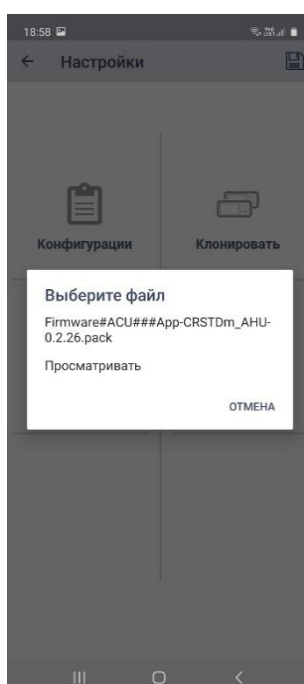 18:58
Настройки
Конфигурации
Клонировать
Выберите файл
Firmware#ACU###App-CRSTDm_AHU-
0.2.26.pack
Просматривать
ОТМЕНА